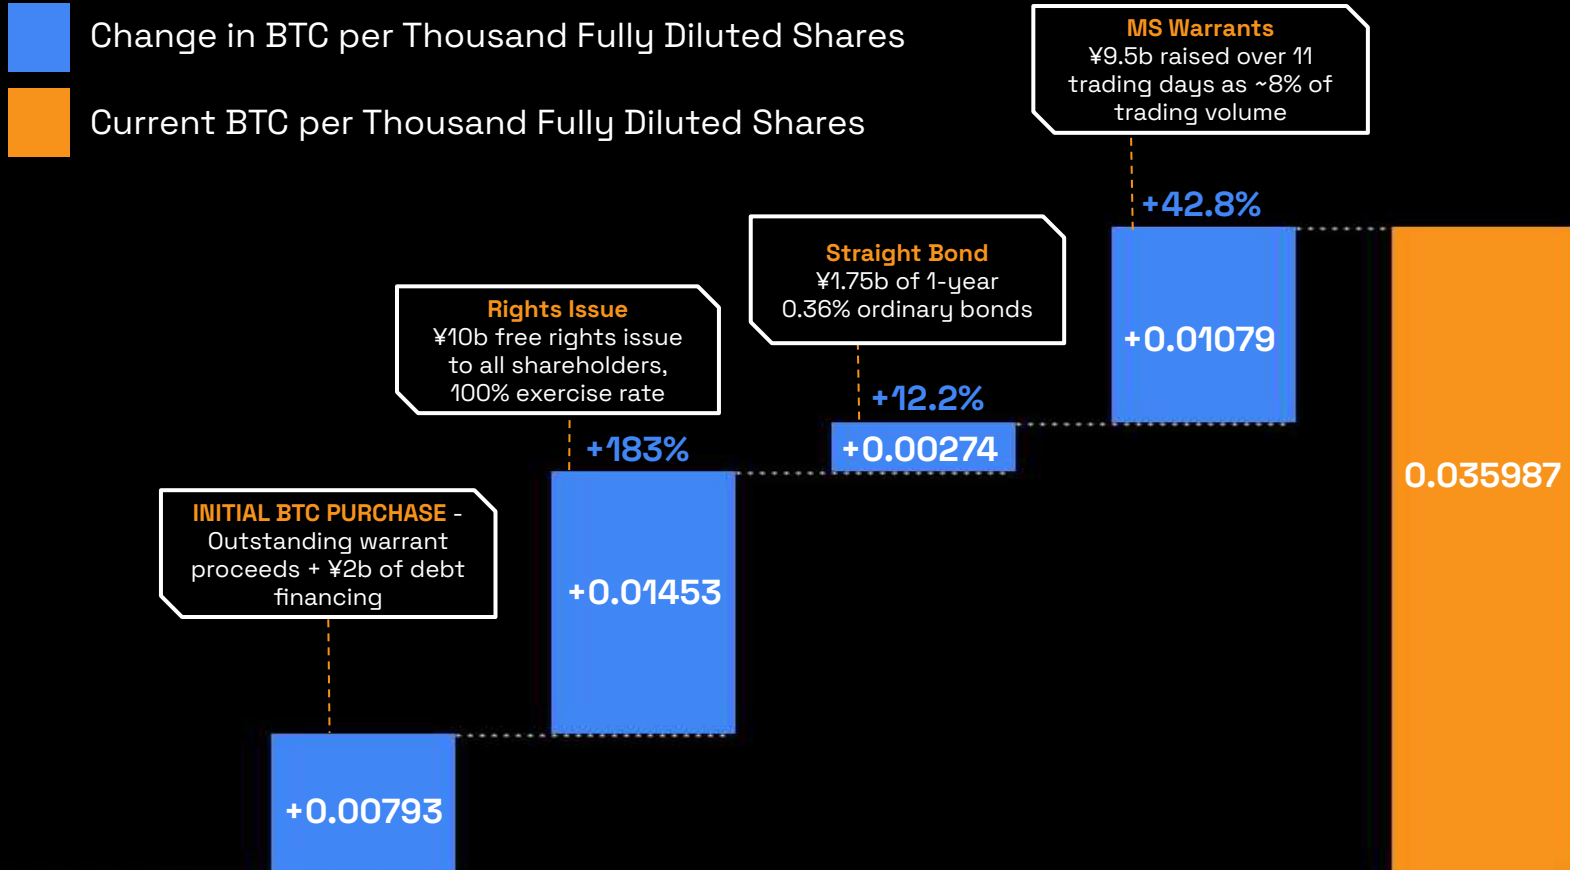 Change in BTC per Thousand Fully Diluted Shares
Current BTC per Thousand Fully Diluted Shares
MS Warrants
¥9.5b raised over 11
trading days as ~8% of
trading volume
+42.8%
+0.01079
Straight Bond
¥1.75b of 1-year
0.36% ordinary bonds
+12.2%
+0.00274
Rights Issue
¥10b free rights issue
to all shareholders,
100% exercise rate
+183%
+0.01453
INITIAL BTC PURCHASE -
Outstanding warrant
proceeds + ¥2b of debt
financing
+0.00793
0.035987